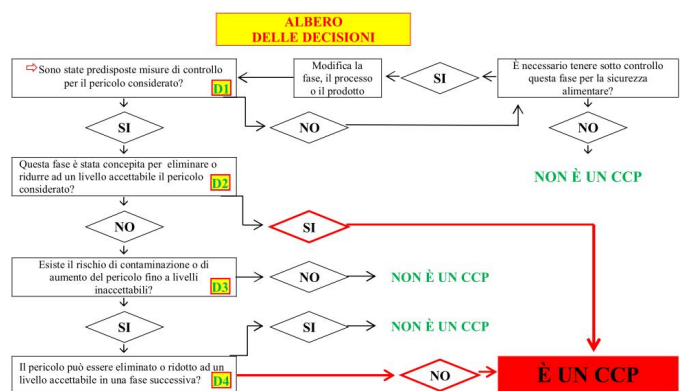 ALBERO
DELLE DECISIONI
⇨Sono state predisposte misure di controllo
per il pericolo considerato?
D1
Modifica la
fase, il processo
o il prodotto
SI
È necessario tenere sotto controllo
questa fase per la sicurezza
alimentare?
SI
NO
NO
NON È UN CCP
Questa fase è stata concepita per eliminare o
ridurre ad un livello accettabile il pericolo
considerato?
D2
NO
SI
Esiste il rischio di contaminazione o di
aumento del pericolo fino a livelli
inaccettabili?
D3
NO
NON È UN CCP
SI
SI
NON È UN CCP
Il pericolo può essere eliminato o ridotto ad un
livello accettabile in una fase successiva?
D4
NO
È UN CCP